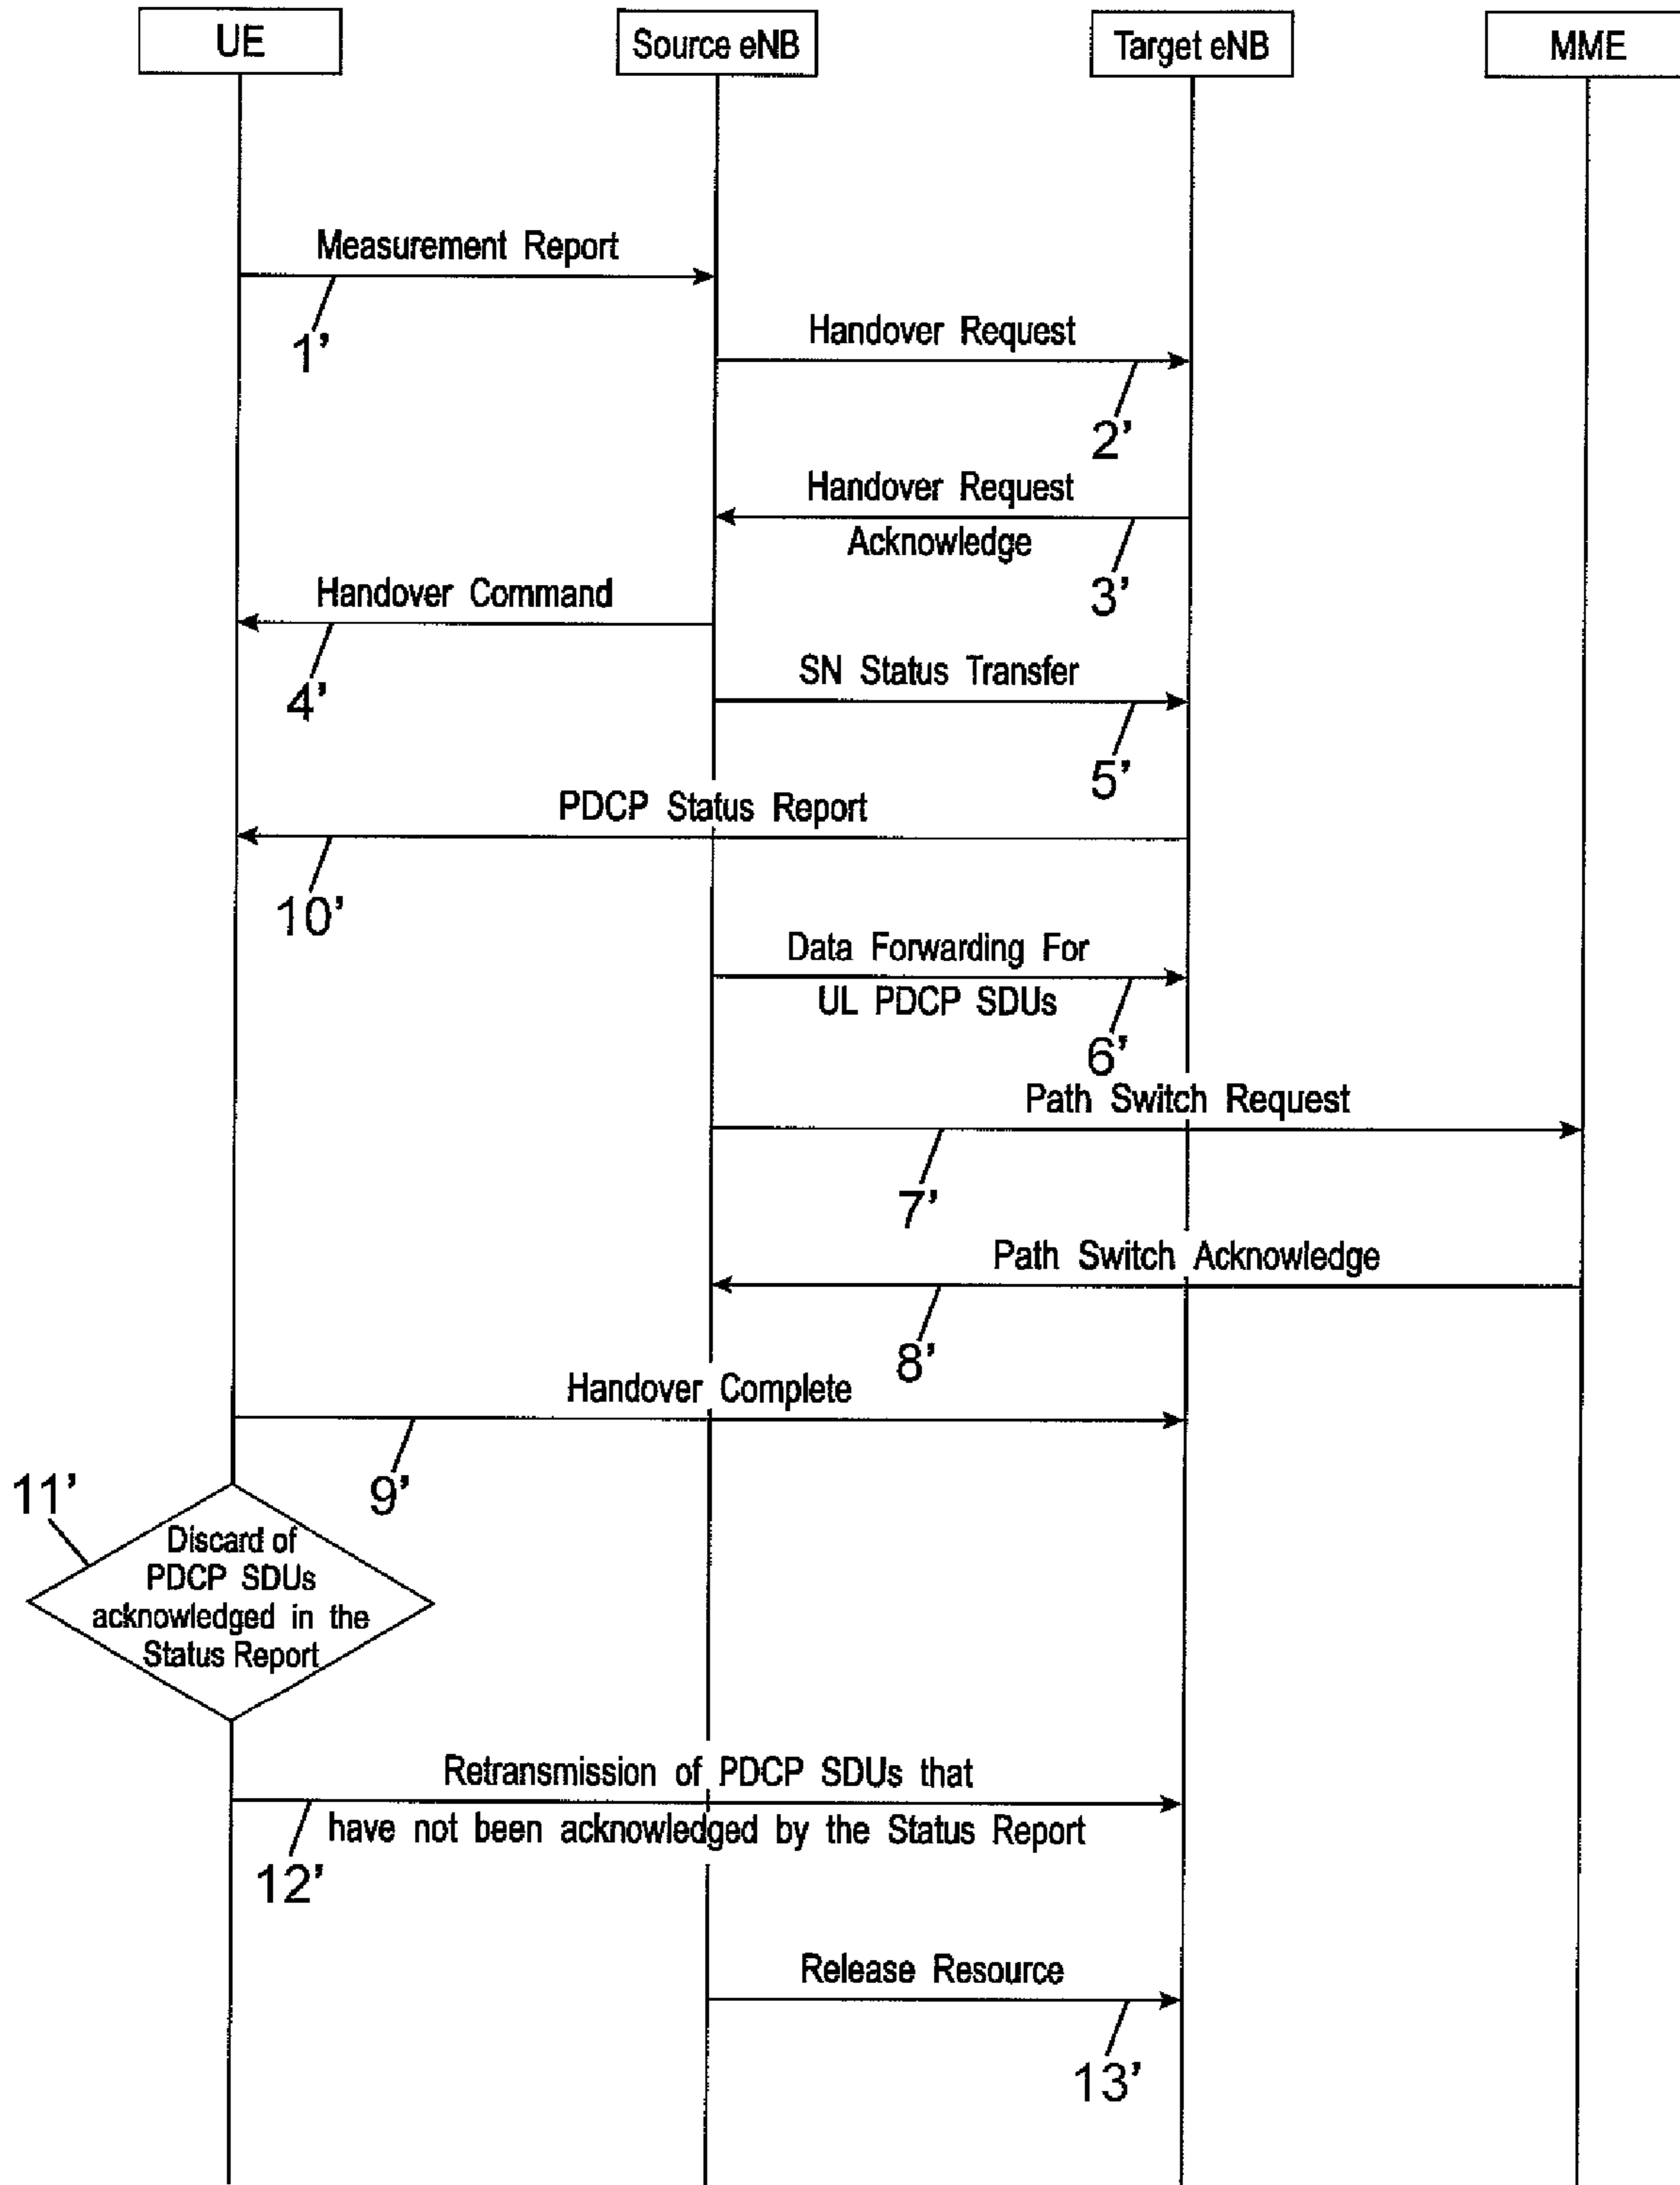 UE
Source eNB
Target eNB
MME
Measurement Report
1’
Handover Request
2’
Handover Request
Acknowledge
3’
Handover Command
4’
SN Status Transfer
5’
PDCP Status Report
10’
Data Forwarding For
UL PDCP SDUs
6’
Path Switch Request
7’
Path Switch Acknowledge
8’
Handover Complete
9’
11’
Discard of
PDCP SDUs
acknowledged in the
Status Report
Retransmission of PDCP SDUs that
have not been acknowledged by the Status Report
12’
Release Resource
13’